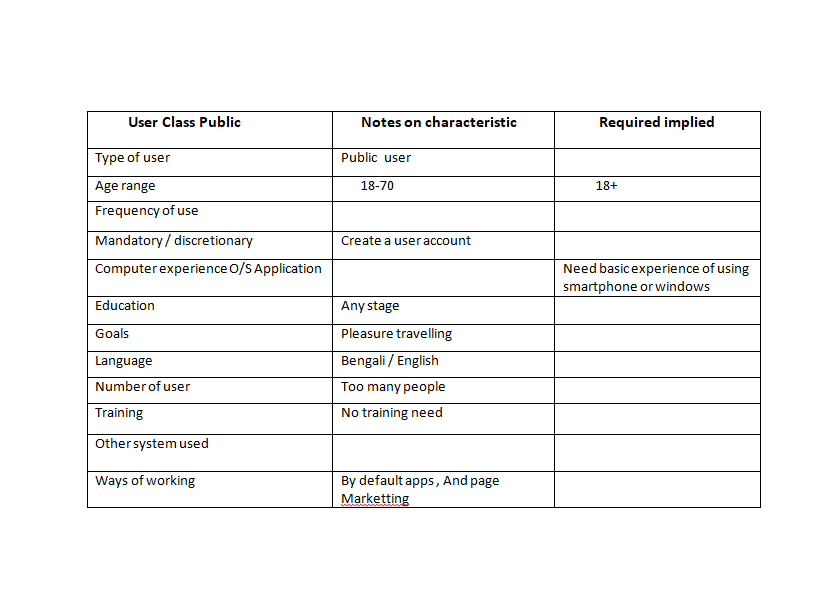 User Class Public Notes on characteristic Required implied
Type of user Public user
Age range 18-70 18+
Frequency of use
Mandatory / discretionary Create a user account
Computer experience O/S Application Need basic experience of using
smartphone or windows
Education Any stage
Goals Pleasure travelling
Language Bengali / English
Number of user Too many people
Training No training need
Other system used
Ways of working By default apps , And page
Marketting